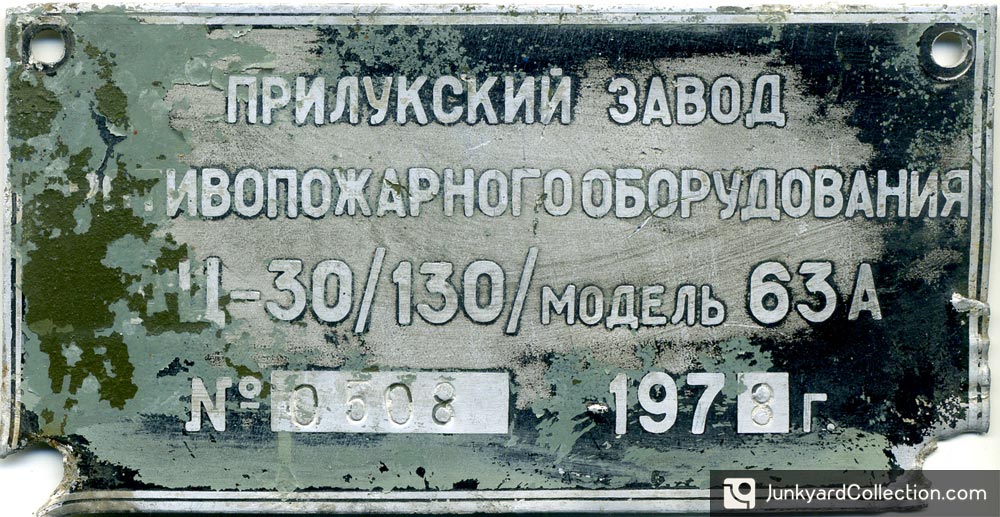 ПРИЛУКСКИЙ ЗАВОД
ИВОПОЖАРНОГО ОБОРУДОВАНИЯ
Ц-30/130/МОДЕЛЬ 63А
№ 0508 1978 г.
JunkyardCollection.com